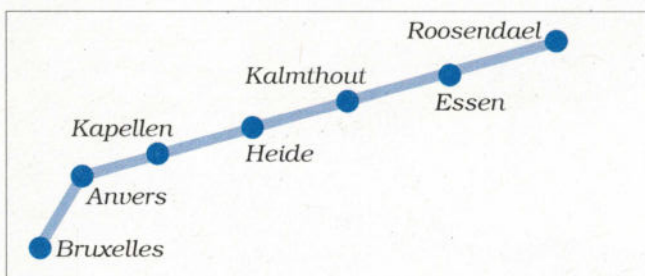 Roosendael
Kalmthout
Essen
Kapellen
Heide
Anvers
Bruxelles